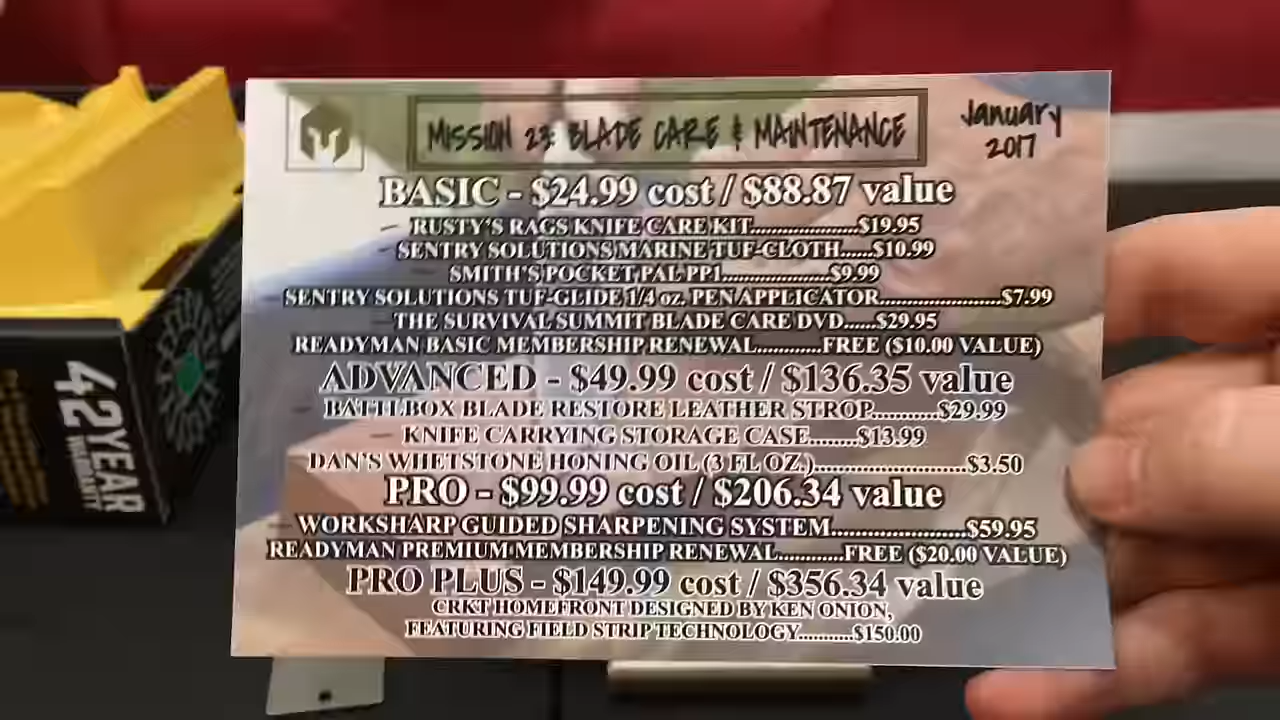 MISSION 23: BLADE CARE & MAINTENANCE
January
2017
BASIC - $24.99 cost / $88.87 value
- RUSTY'S RAGS KNIFE CARE KIT....................$19.95
- SENTRY SOLUTIONS MARINE TUF-CLOTH......$10.99
- SMITH'S POCKET PAL PP1....................$9.99
- SENTRY SOLUTIONS TUF-GLIDE 1/4 oz. PEN APPLICATOR......................$7.99
- THE SURVIVAL SUMMIT BLADE CARE DVD......$29.95
- READYMAN BASIC MEMBERSHIP RENEWAL............FREE ($10.00 VALUE)
ADVANCED - $49.99 cost / $136.35 value
- BATTLBOX BLADE RESTORE LEATHER STROP...........$29.99
- KNIFE CARRYING STORAGE CASE........$13.99
- DAN'S WHETSTONE HONING OIL (3 FL OZ.)..........................$3.50
PRO - $99.99 cost / $206.34 value
- WORKSHARP GUIDED SHARPENING SYSTEM.......................$59.95
READYMAN PREMIUM MEMBERSHIP RENEWAL...........FREE ($20.00 VALUE)
PRO PLUS - $149.99 cost / $356.34 value
CRKT HOMEFRONT DESIGNED BY KEN ONION,
FEATURING FIELD STRIP TECHNOLOGY...........$150.00
42 YEAR
WARRANTY